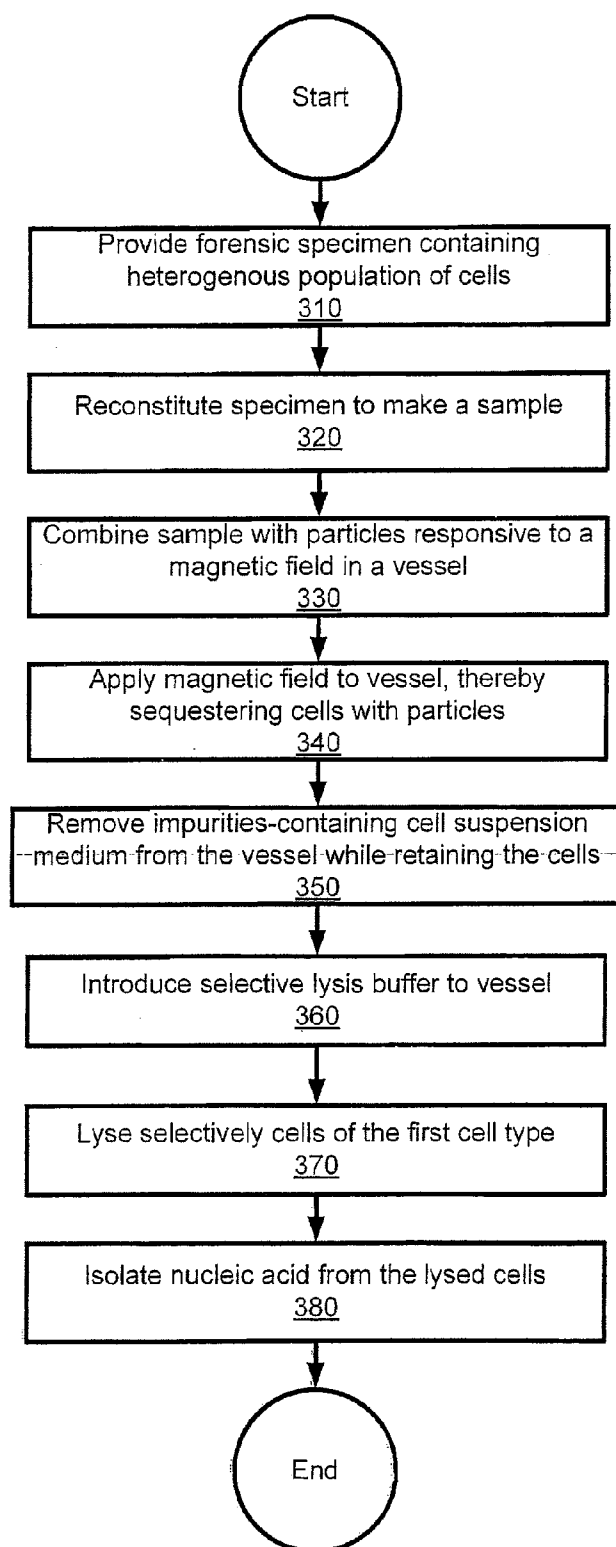 Start
Provide forensic specimen containing
heterogenous population of cells
310
Reconstitute specimen to make a sample
320
Combine sample with particles responsive to a
magnetic field in a vessel
330
Apply magnetic field to vessel, thereby
sequestering cells with particles
340
Remove impurities-containing cell suspension
medium from the vessel while retaining the cells
350
Introduce selective lysis buffer to vessel
360
Lyse selectively cells of the first cell type
370
Isolate nucleic acid from the lysed cells
380
End